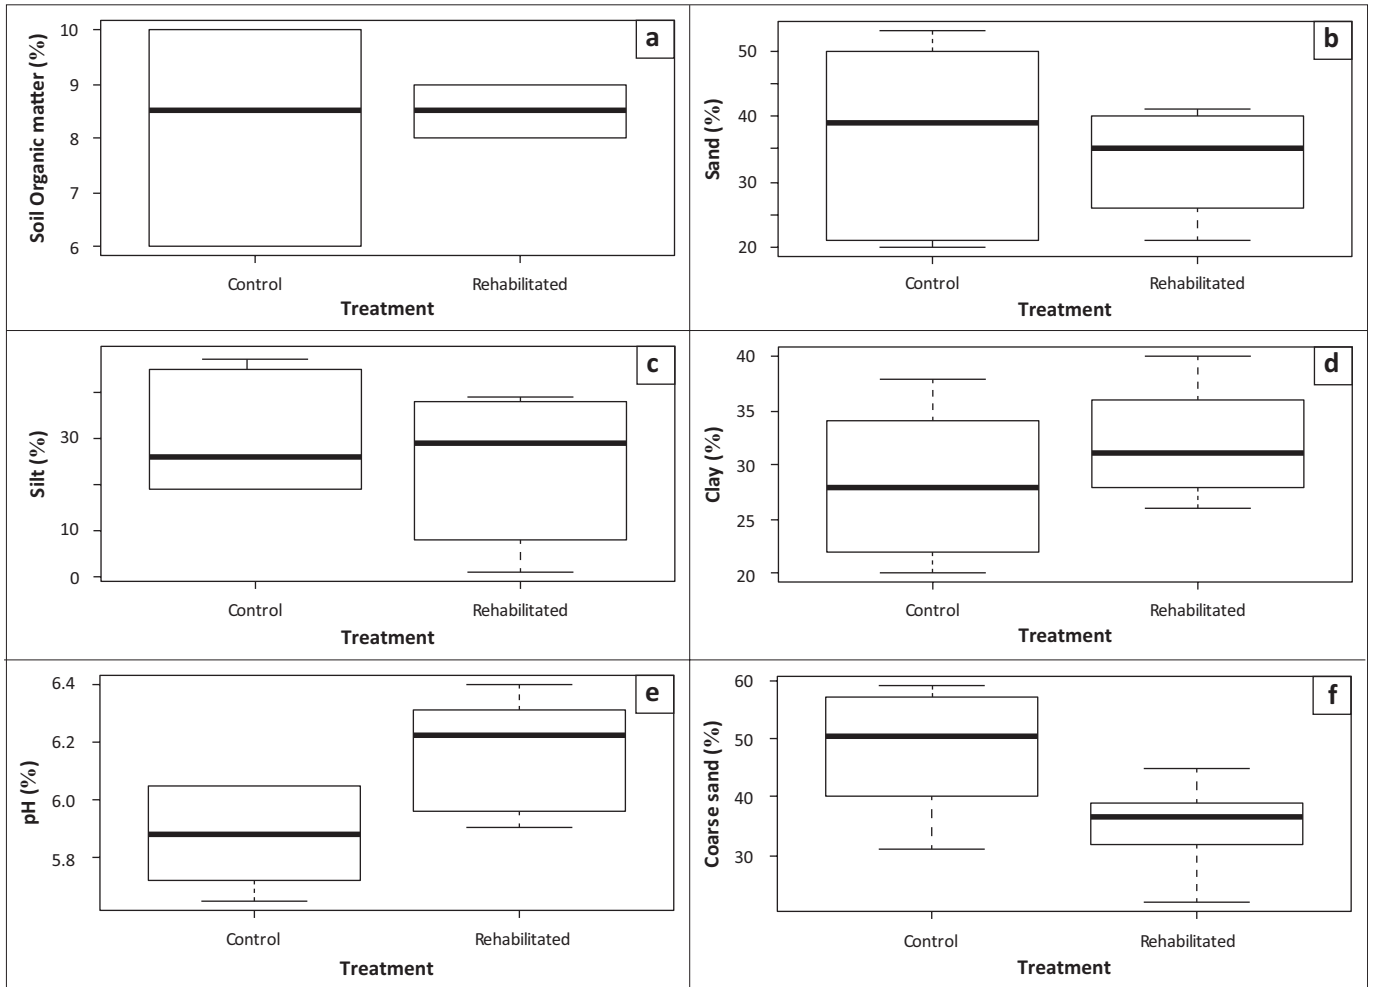 a
Soil Organic matter (%)
10
9
8
7
6
Control
Rehabilitated
Treatment
b
Sand (%)
50
40
30
20
Control
Rehabilitated
Treatment
c
Silt (%)
30
10
0
Control
Rehabilitated
Treatment
d
Clay (%)
40
35
30
25
20
Control
Rehabilitated
Treatment
e
pH (%)
6.4
6.2
6.0
5.8
Control
Rehabilitated
Treatment
f
Coarse sand (%)
60
50
40
30
Control
Rehabilitated
Treatment